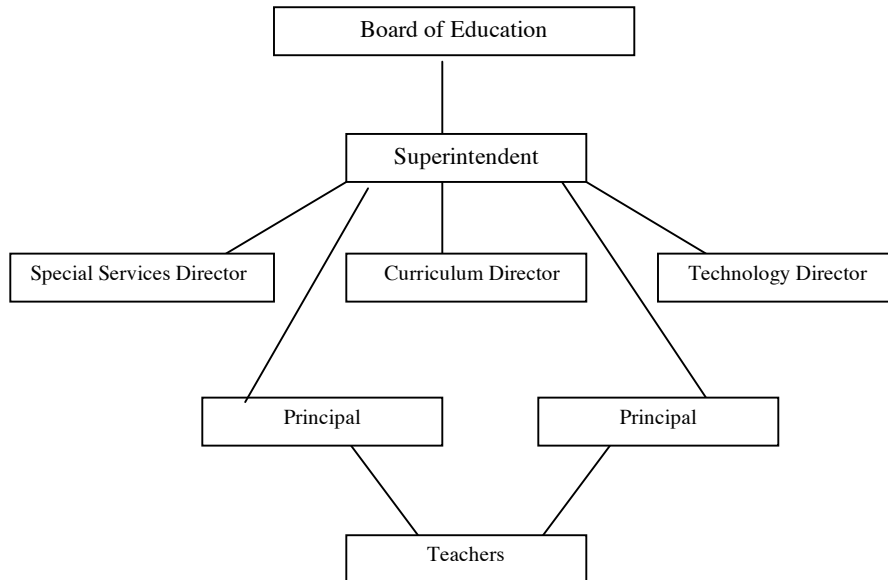 Board of Education
Superintendent
Special Services Director
Curriculum Director
Technology Director
Principal
Principal
Teachers